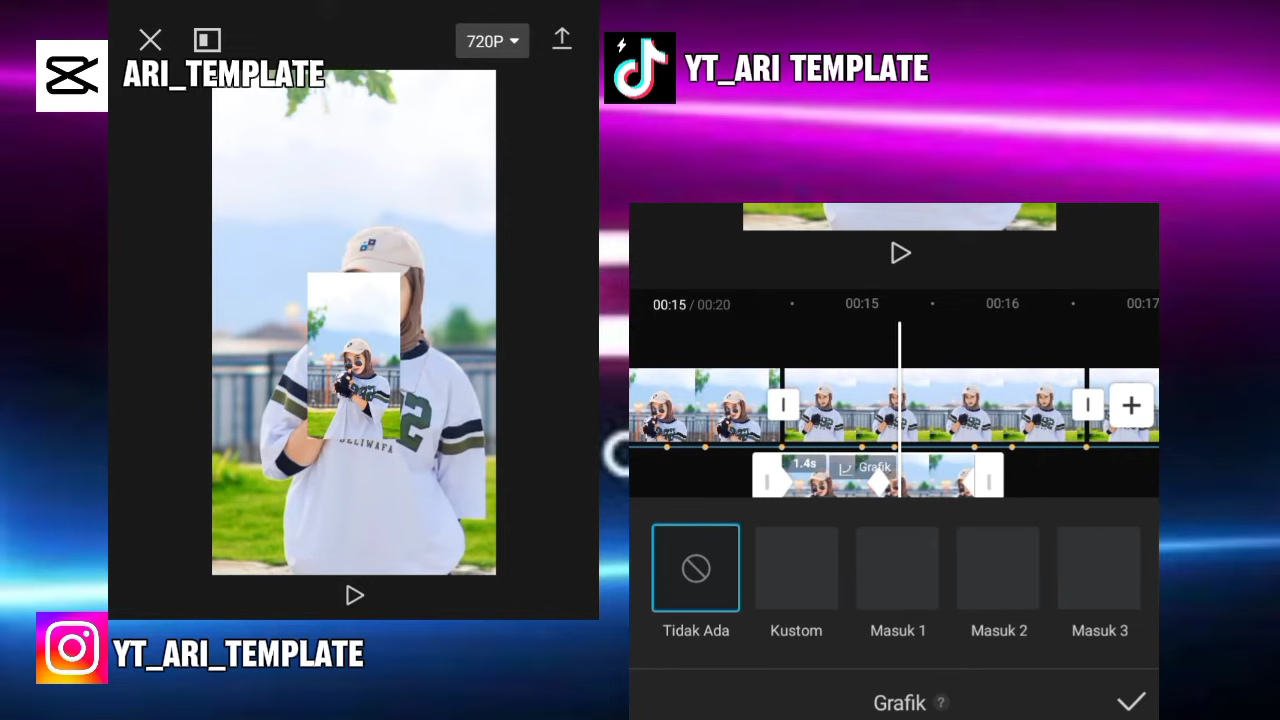 720P
ARI_TEMPLATE
YT_ARI TEMPLATE
2
00:15 / 00:20
00:15
00:16
00:17
1.4s
Grafik
Tidak Ada
Kustom
Masuk 1
Masuk 2
Masuk 3
YT_ARI_TEMPLATE
Grafik ?